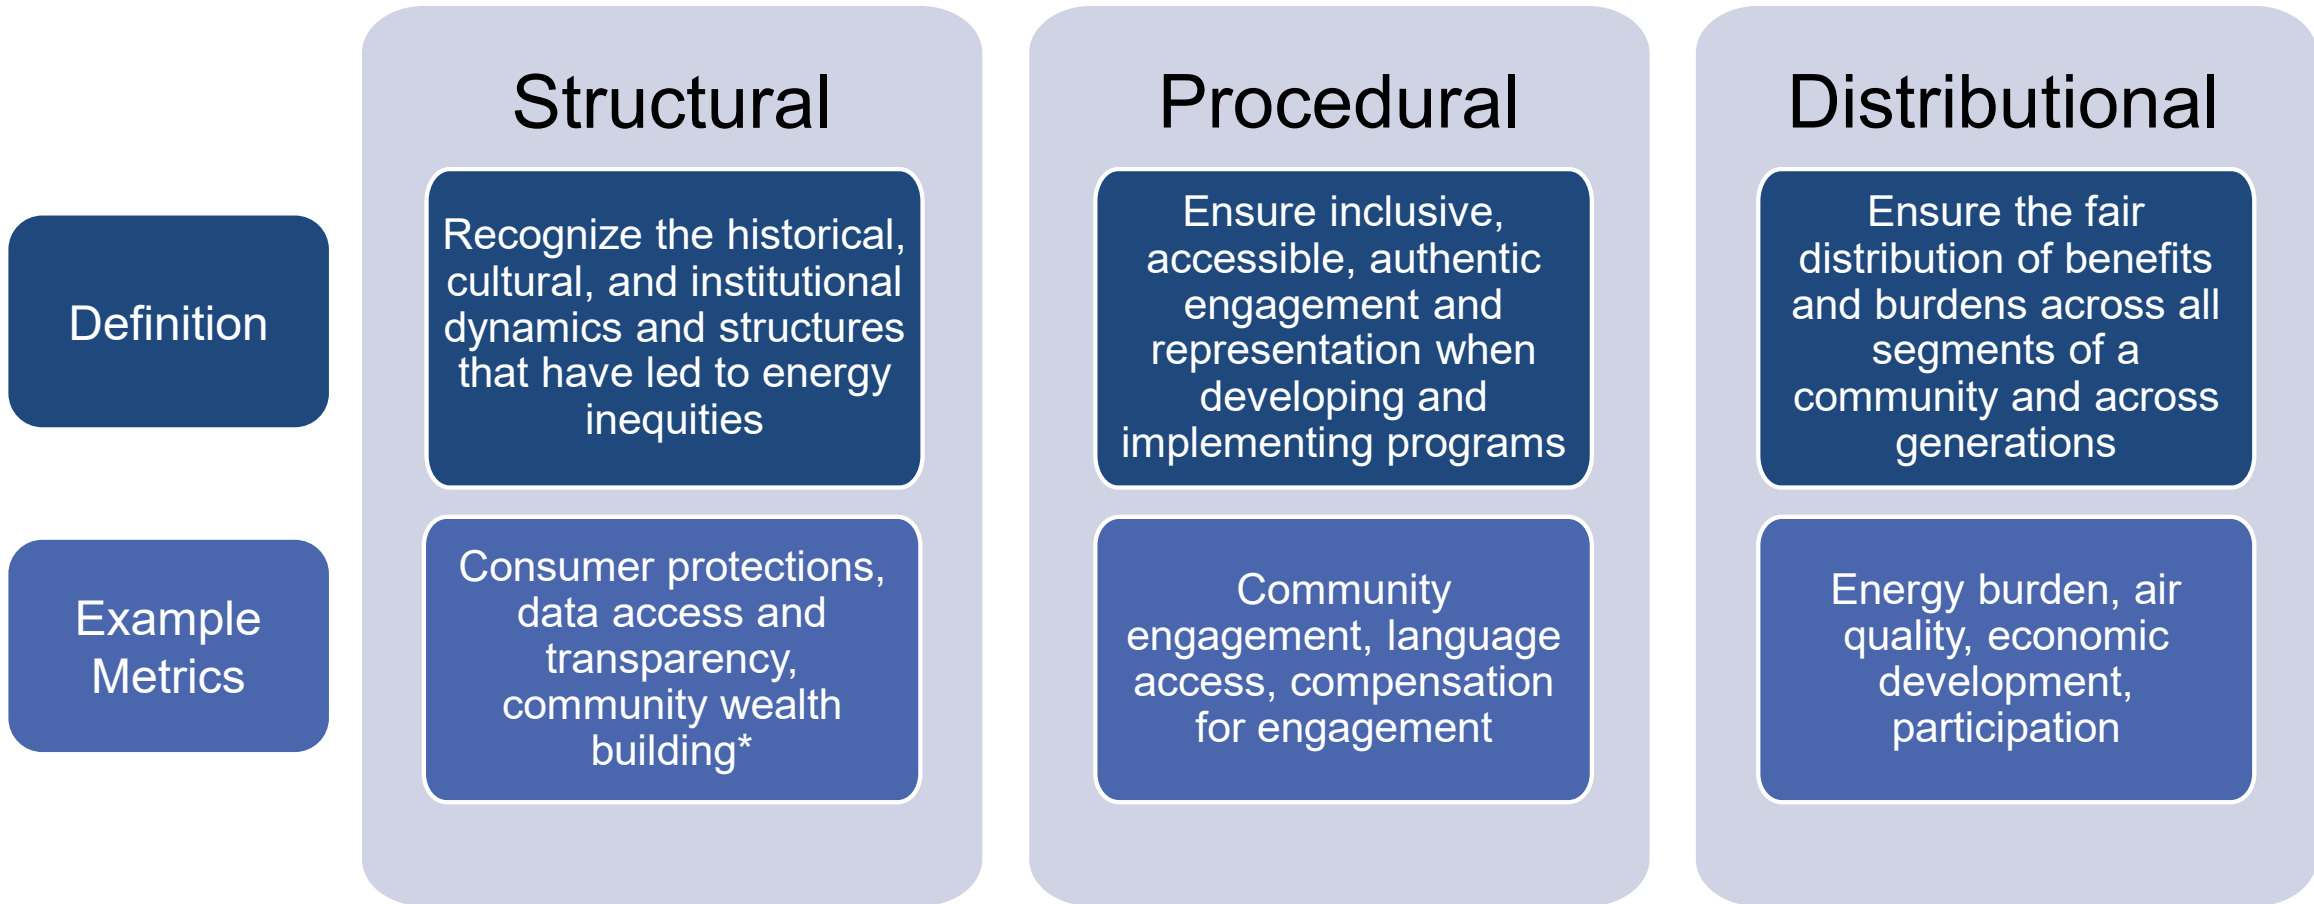 Structural
Procedural
Distributional
Definition
Recognize the historical,
cultural, and institutional
dynamics and structures
that have led to energy
inequities
Ensure inclusive,
accessible, authentic
engagement and
representation when
developing and
implementing programs
Ensure the fair
distribution of benefits
and burdens across all
segments of a
community and across
generations
Example
Metrics
Consumer protections,
data access and
transparency,
community wealth
building*
Community
engagement, language
access, compensation
for engagement
Energy burden, air
quality, economic
development,
participation